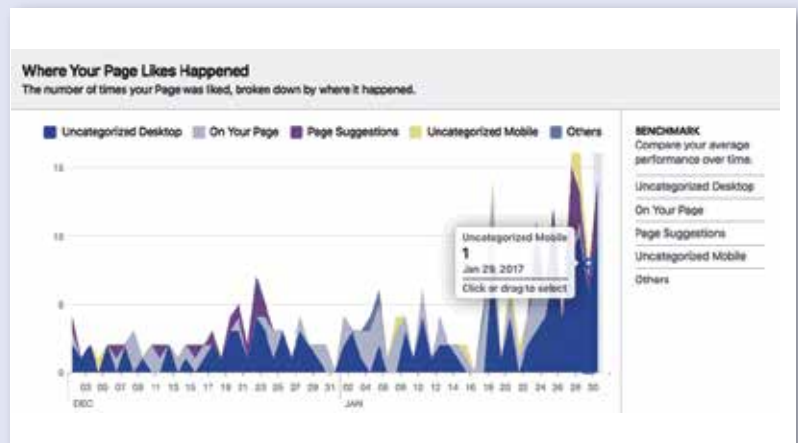 Where Your Page Likes Happened
The number of times your Page was liked, broken down by where it happened.
Uncategorized Desktop On Your Page Page Suggestions Uncategorized Mobile Others
15
10
5
0
Uncategorized Mobile
1
Jan 29, 2017
Click or drag to select
03 05 07 09 11 13 15 17 19 21 23 25 27 29 31 02 04 06 08 10 12 14 16 18 20 22 24 26 28 30
DEC JAN
BENCHMARK
Compare your average
performance over time.
Uncategorized Desktop
On Your Page
Page Suggestions
Uncategorized Mobile
Others